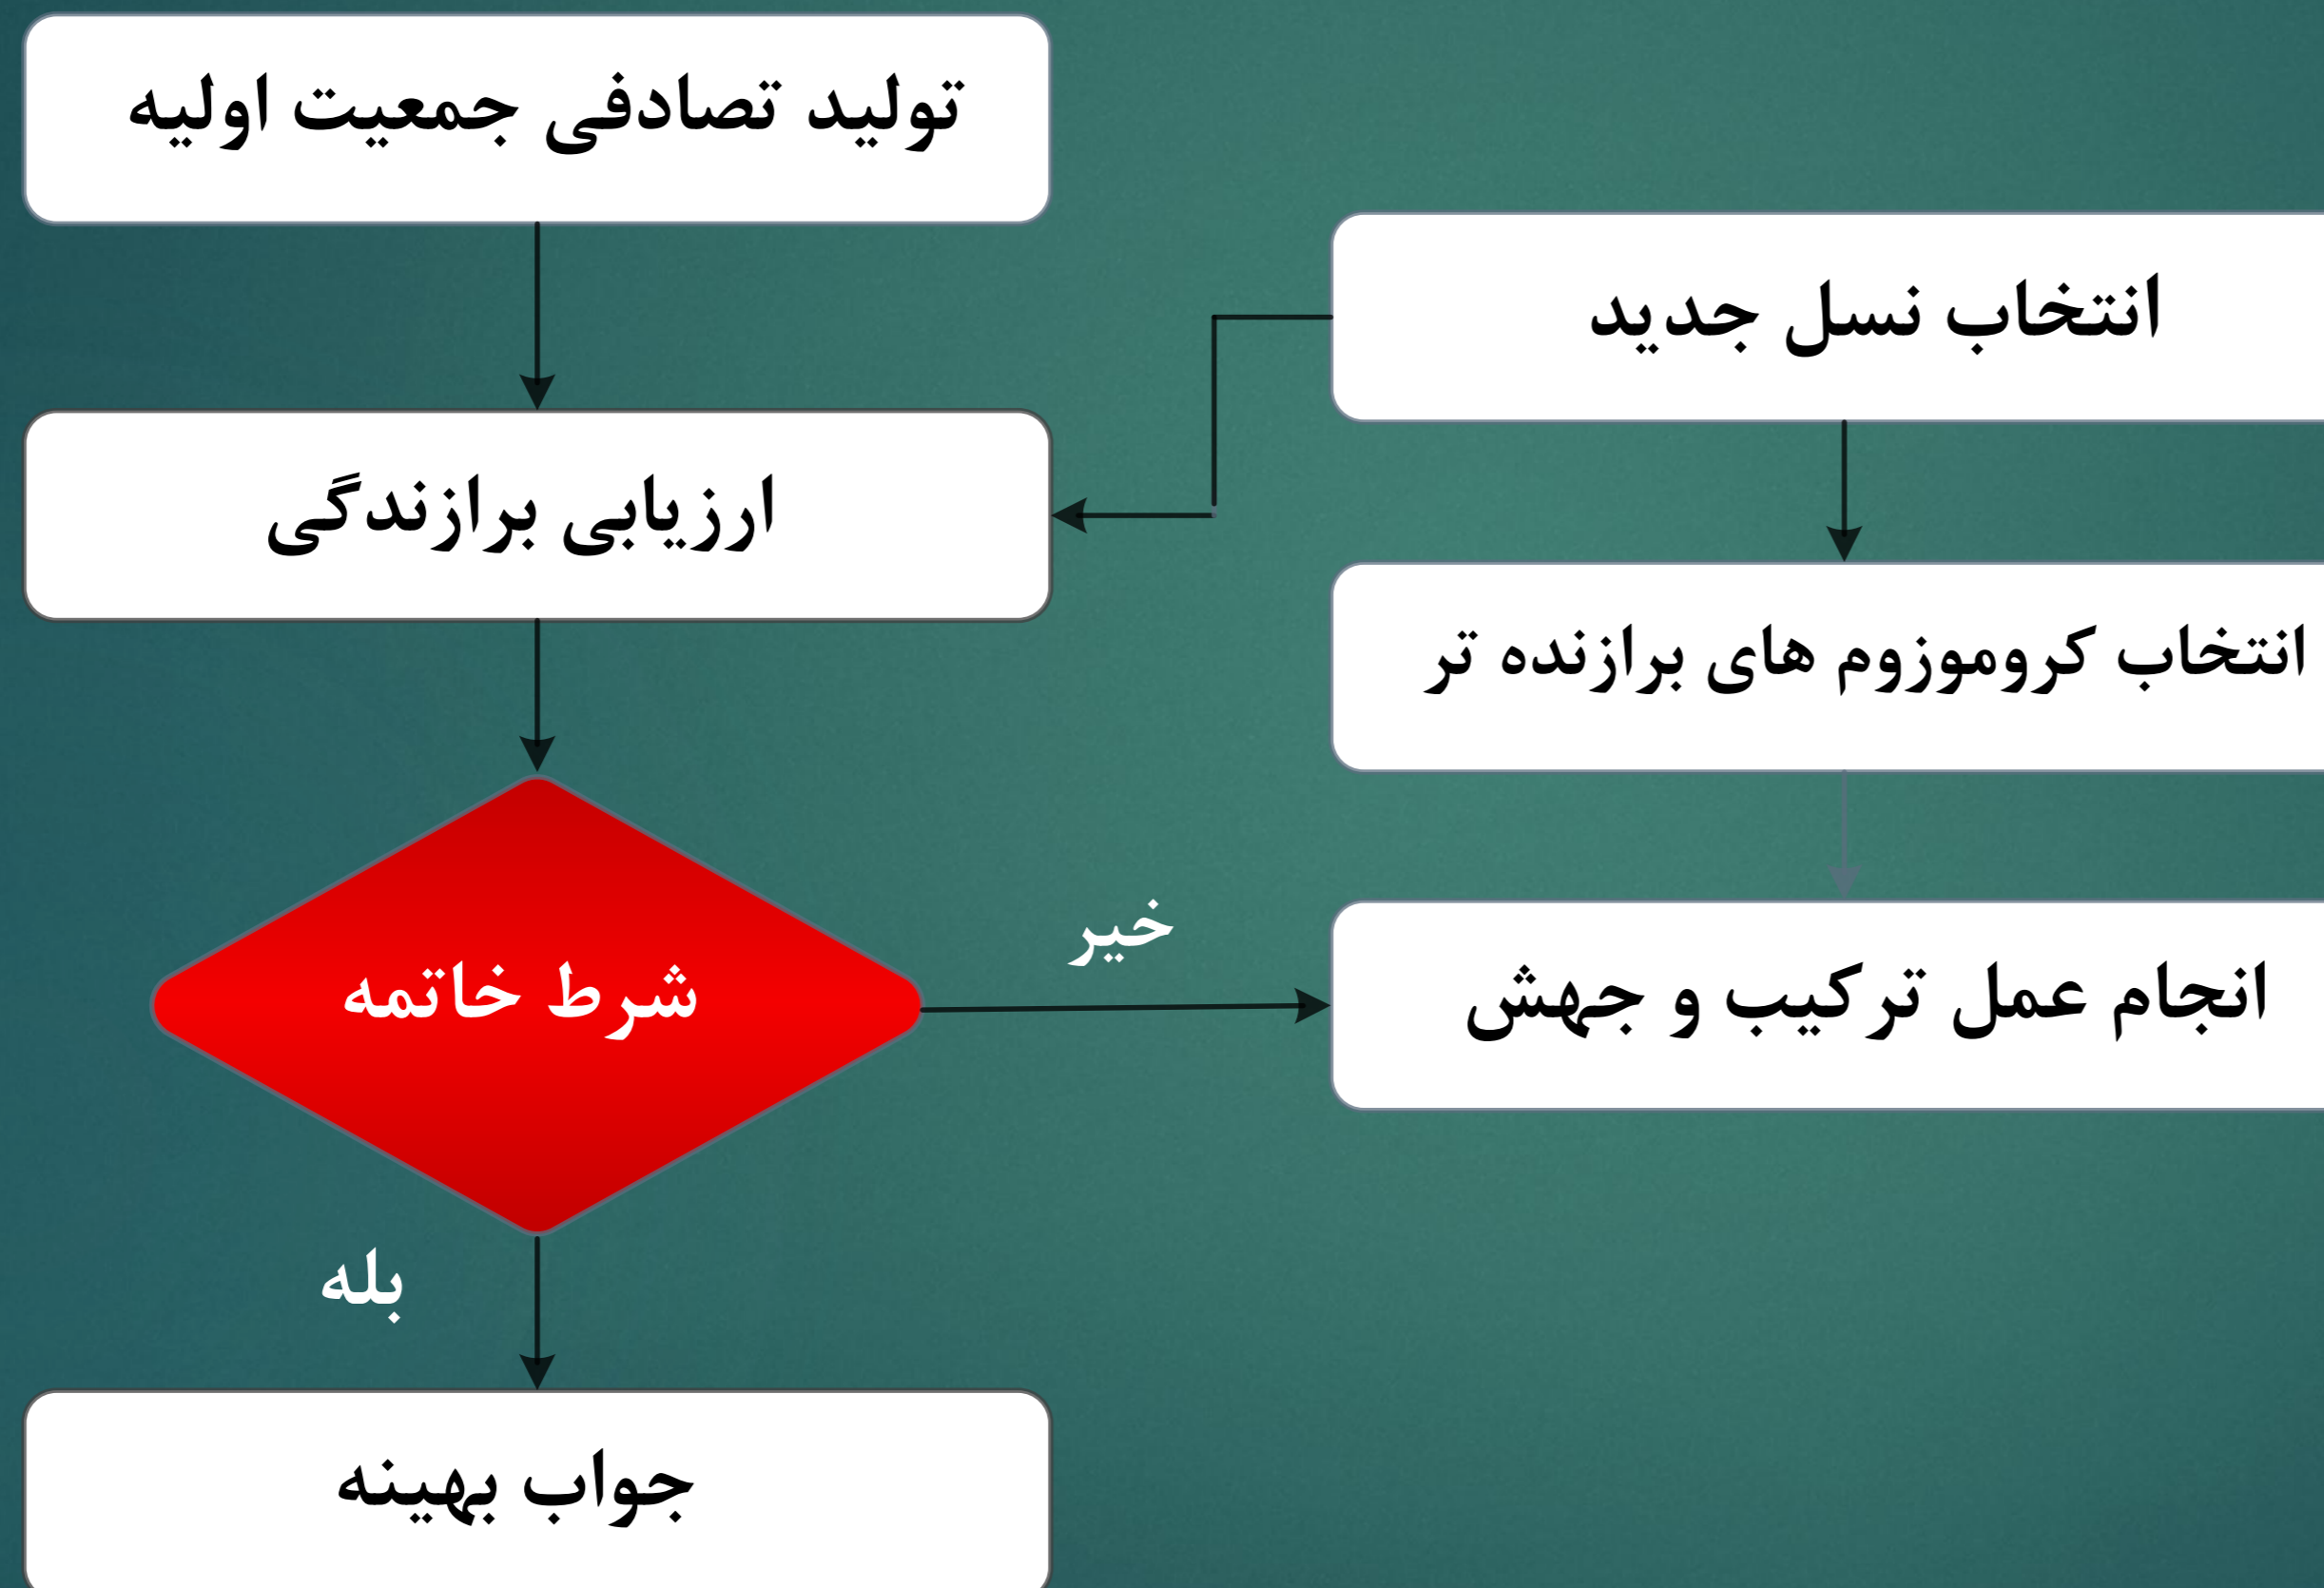 تولید تصادفی جمعیت اولیه
ارزیابی برازندگی
شرط خاتمه
خیر
بله
جواب بهینه
انتخاب نسل جدید
انتخاب کروموزوم های برازنده تر
انجام عمل ترکیب و جهش